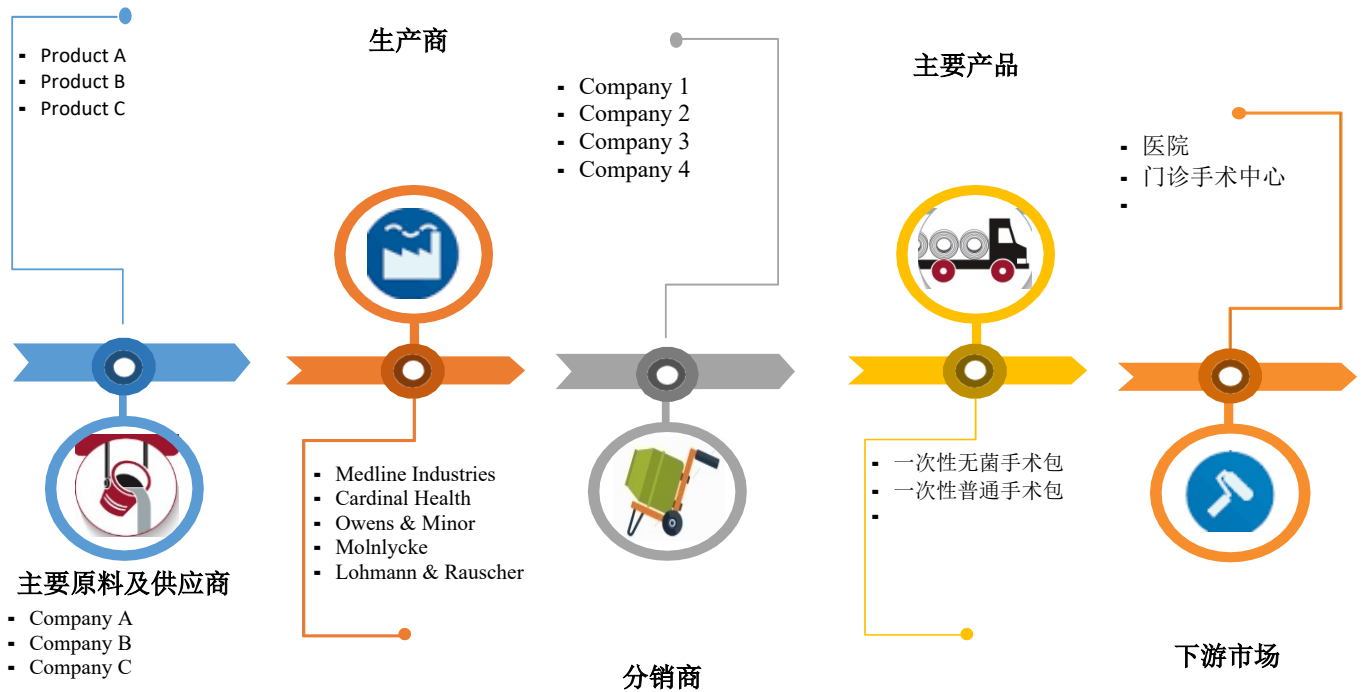 - Product A
- Product B
- Product C
主要原料及供应商
- Company A
- Company B
- Company C
生产商
- Medline Industries
- Cardinal Health
- Owens & Minor
- Molnlycke
- Lohmann & Rauscher
- Company 1
- Company 2
- Company 3
- Company 4
分销商
主要产品
- 一次性无菌手术包
- 一次性普通手术包
-
- 医院
- 门诊手术中心
-
下游市场